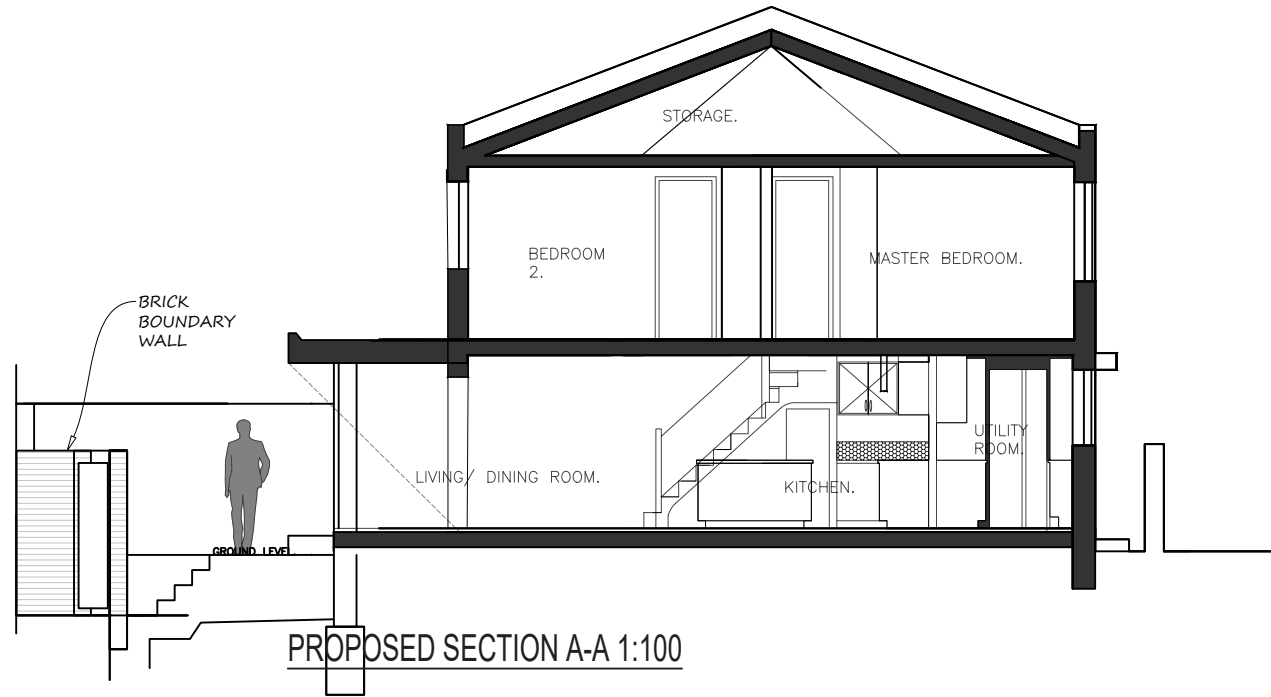 STORAGE.
BEDROOM
2.
MASTER BEDROOM.
BRICK
BOUNDARY
WALL
UTILITY
ROOM.
LIVING/ DINING ROOM.
KITCHEN.
GROUND LEVEL.
PROPOSED SECTION A-A 1:100